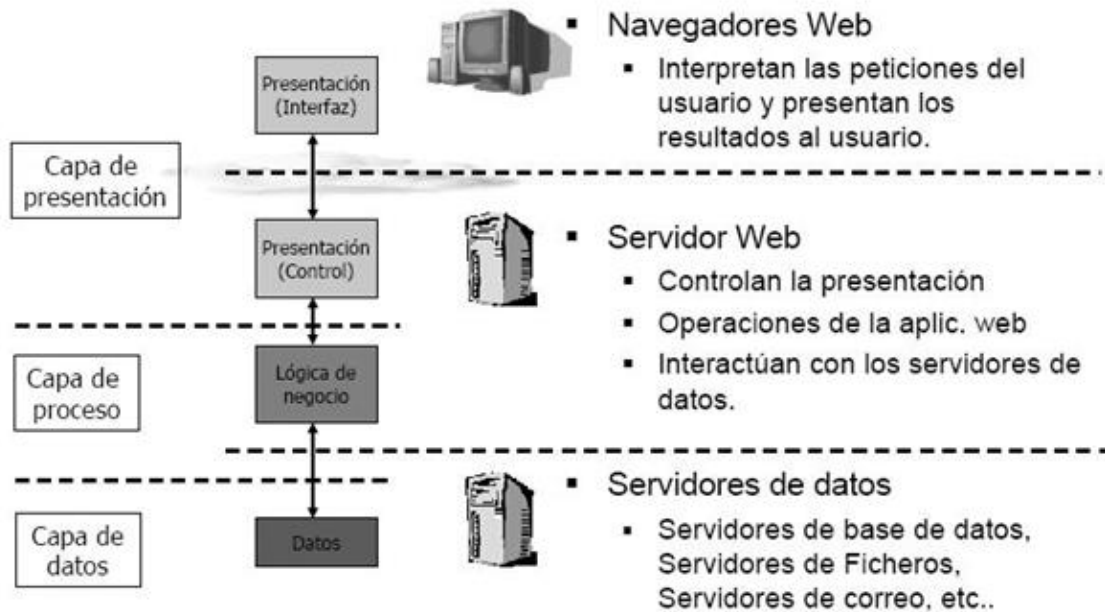 Navegadores Web
Interpretan las peticiones del
usuario y presentan los
resultados al usuario.
Presentación
(Interfaz)
Capa de
presentación
Presentación
(Control)
Servidor Web
Controlan la presentación
Operaciones de la aplic. web
Interactúan con los servidores de
datos.
Capa de
proceso
Lógica de
negocio
Servidores de datos
Servidores de base de datos,
Servidores de Ficheros,
Servidores de correo, etc..
Capa de
datos
Datos